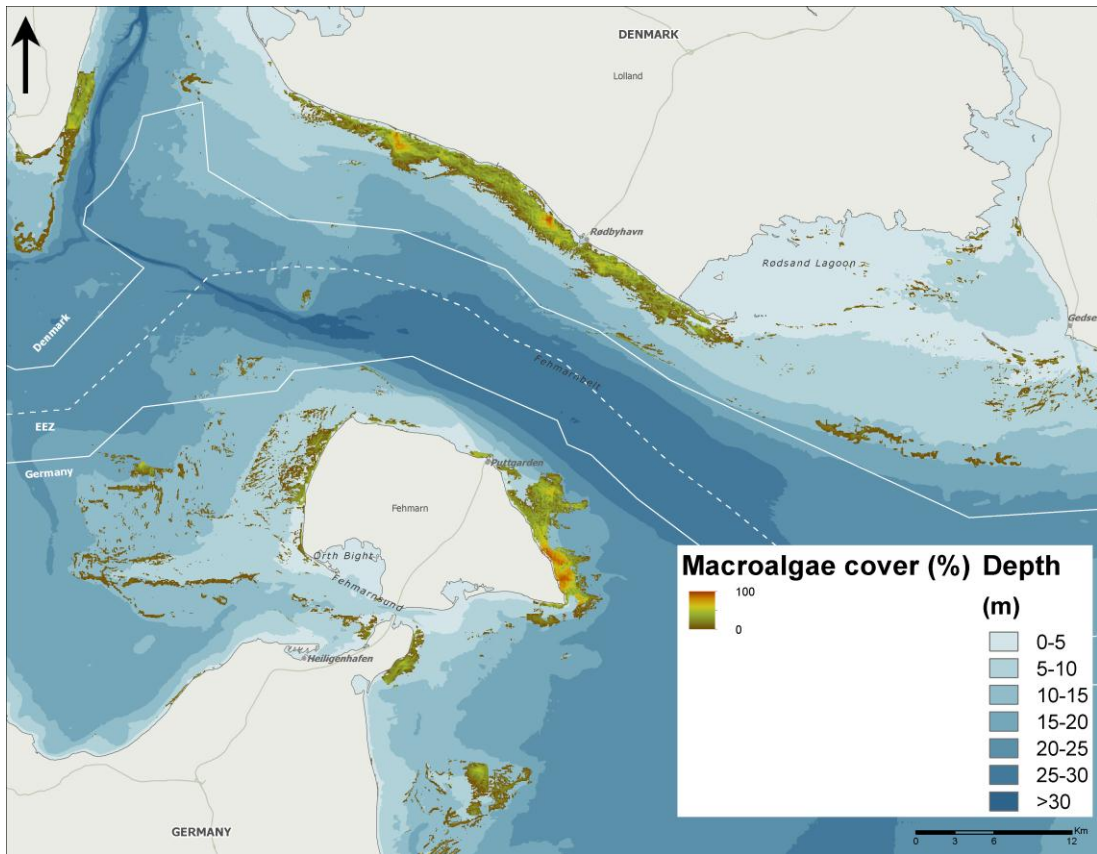 DENMARK
Lolland
Rødbyhavn
Rødsand Lagoon
Gedse
Denmark
Fehmarnbelt
EEZ
Germany
Puttgarden
Fehmarn
Orth Bight
Fehmarnsund
Heiligenhafen
GERMANY
Macroalgae cover (%) Depth
(m)
100
0
0-5
5-10
10-15
15-20
20-25
25-30
>30
Km
0 3 6 12